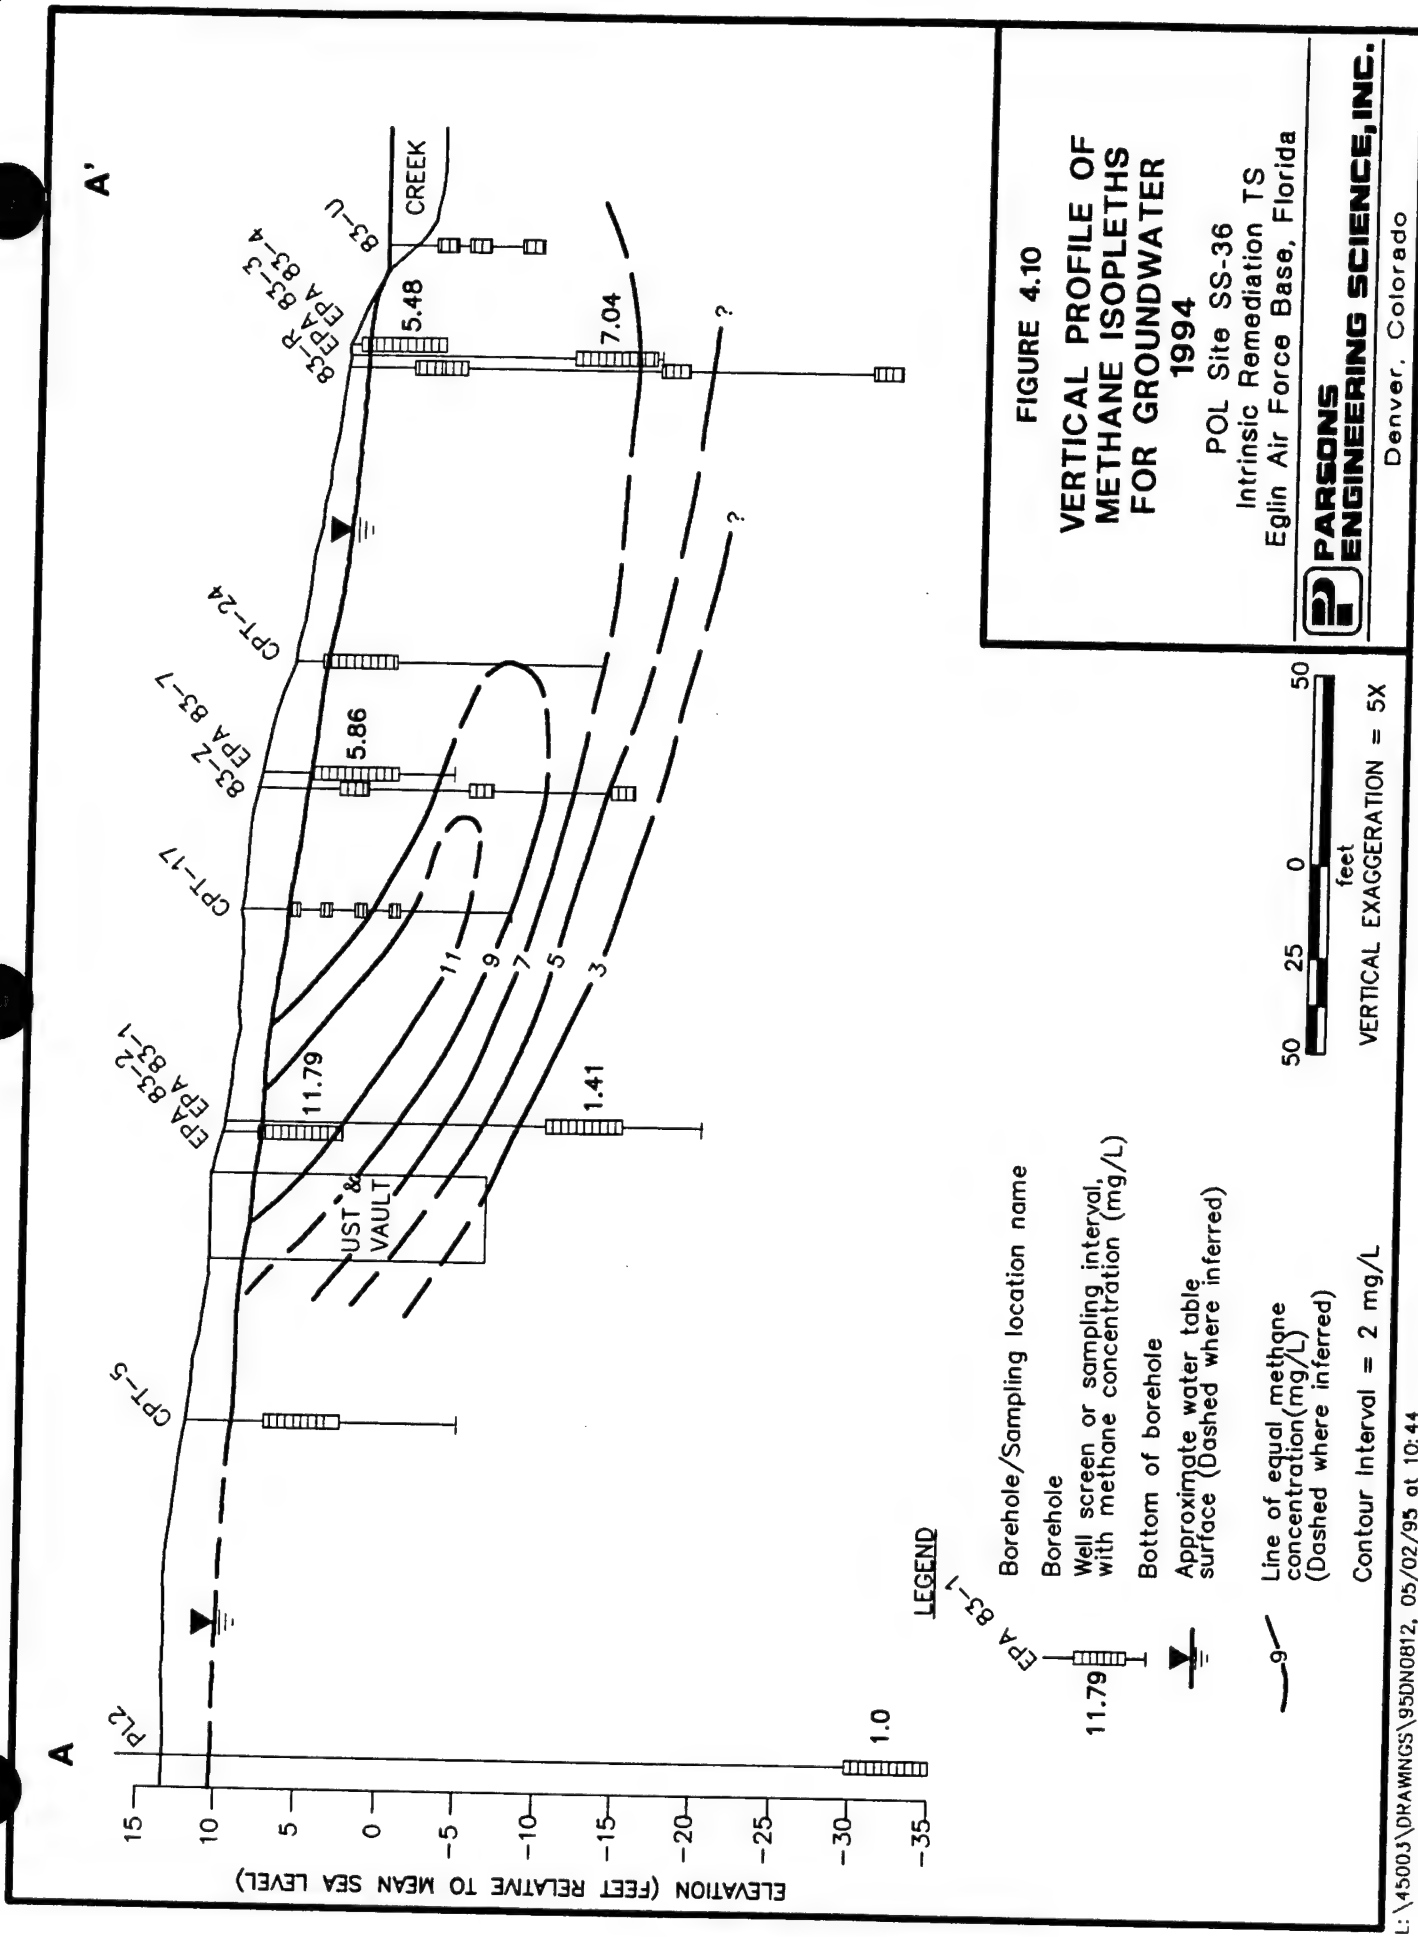 A
A'
PL2
CPT-5
EPA 83-2
EPA 83-1
CPT-17
83-Z
EPA 83-7
CPT-24
83-R
EPA 83-3
EPA 83-4
83-U
CREEK
15
10
5
0
-5
-10
-15
-20
-25
-30
-35
ELEVATION (FEET RELATIVE TO MEAN SEA LEVEL)
UST &
VAULT
11.79
1.41
5.86
5.48
7.04
1.0
11
9
7
5
3
?
?
LEGEND
EPA 83-1
11.79
9
Borehole/Sampling location name
Borehole
Well screen or sampling interval,
with methane concentration (mg/L)
Bottom of borehole
Approximate water table
surface (Dashed where inferred)
Line of equal methane
concentration(mg/L)
(Dashed where inferred)
Contour Interval = 2 mg/L
50 25 0 50
feet
VERTICAL EXAGGERATION = 5X
FIGURE 4.10
VERTICAL PROFILE OF
METHANE ISOPLETHS
FOR GROUNDWATER
1994
POL Site SS-36
Intrinsic Remediation TS
Eglin Air Force Base, Florida
PARSONS
ENGINEERING SCIENCE, INC.
Denver, Colorado
L:\45003\DRAWINGS\95DN0812, 05/02/95 at 10:44